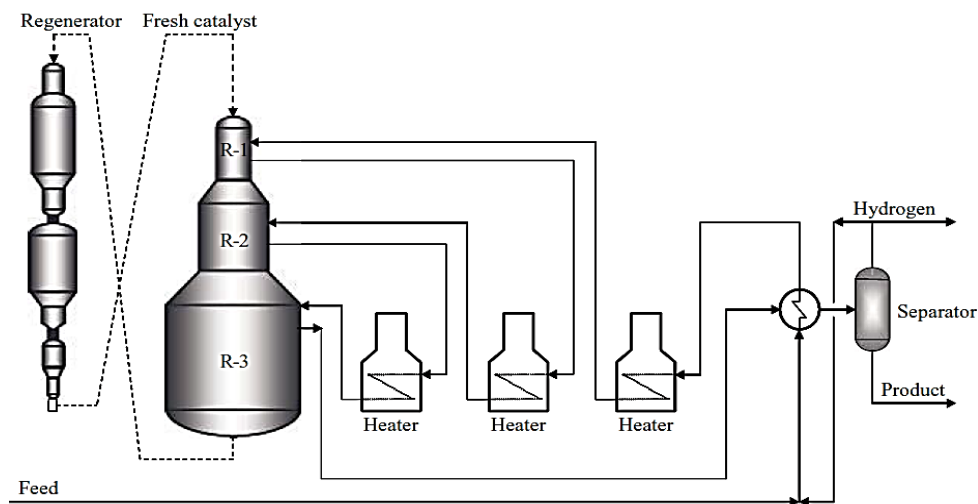 Regenerator
Fresh catalyst
R-1
R-2
R-3
Hydrogen
Separator
Product
Heater
Heater
Heater
Feed